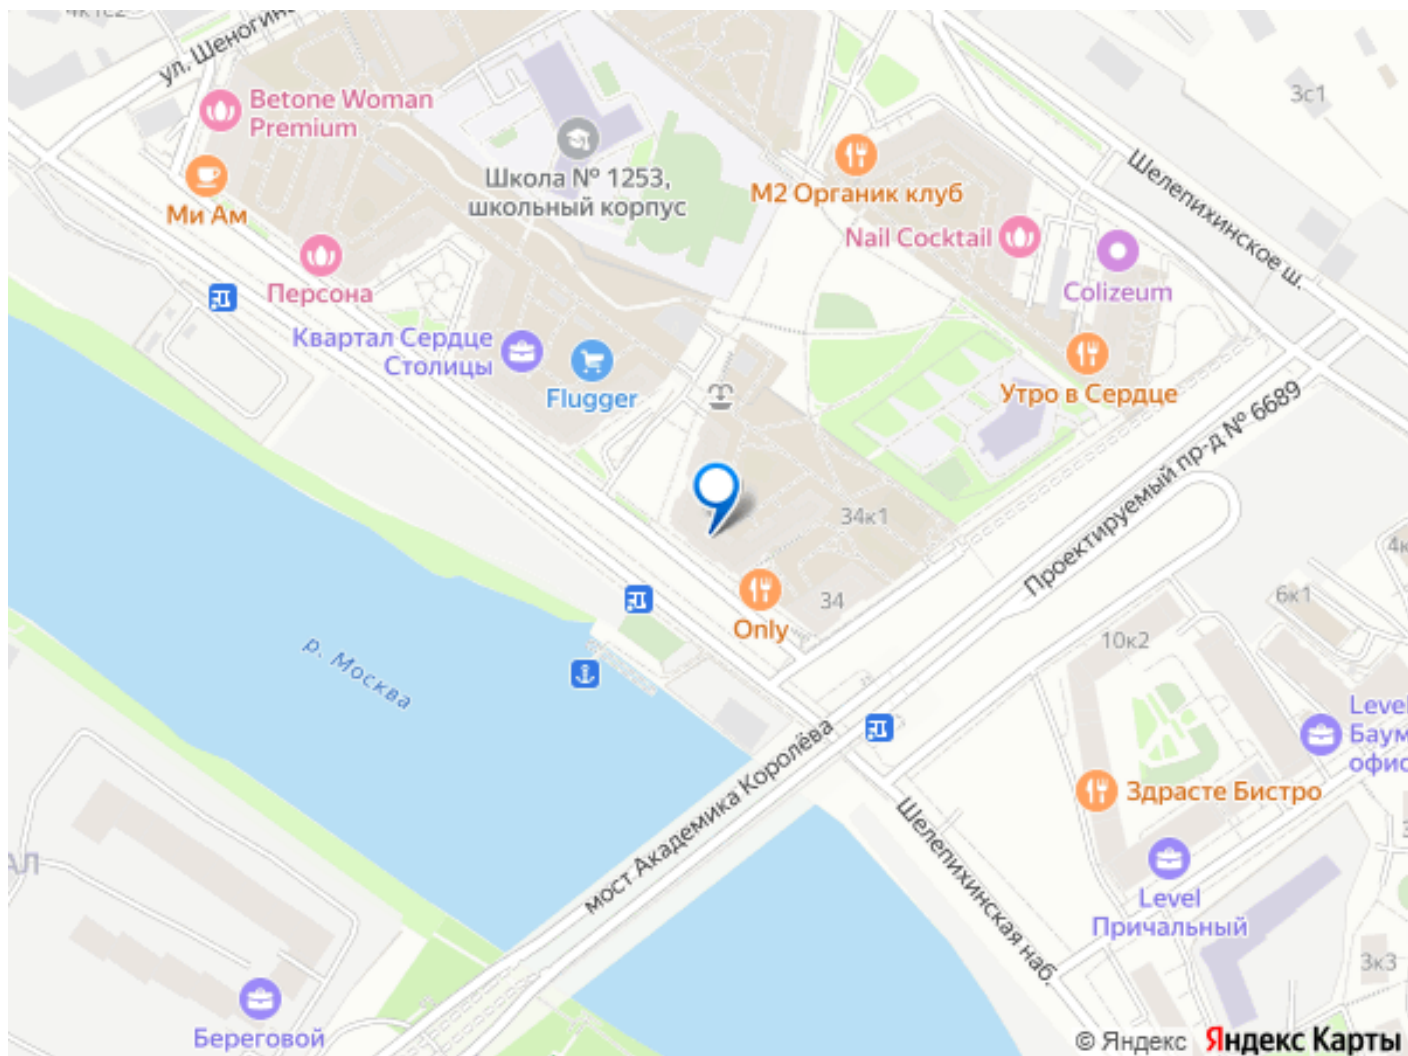 4к1с2
ул. Шеногина
Betone Woman
Premium
Ми Ам
Персона
Школа № 1253,
школьный корпус
М2 Органик клуб
Nail Cocktail
Colizeum
3с1
Шелепихинское ш.
Квартал Сердце
Столицы
Flugger
Утро в Сердце
Проектируемый пр-д № 6689
34к1
34
Only
р. Москва
6к1
10к2
Level
Причальный
Здрасте Бистро
мост Академика Королёва
Шелепихинская наб.
3к3
Береговой
© Яндекс Яндекс Карты